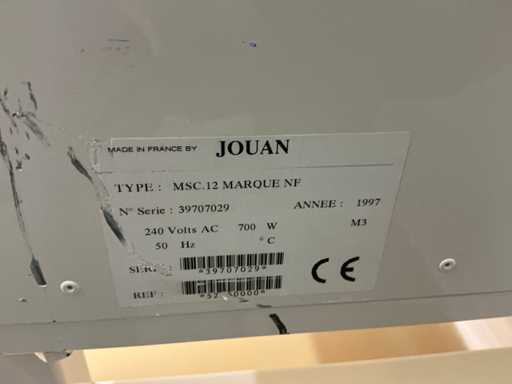 MADE IN FRANCE BY JOUAN
TYPE : MSC.12 MARQUE NF
N° Serie : 39707029 ANNEE : 1997
240 Volts AC 700 W M3
50 Hz °C
*39707029*
REF :
CE